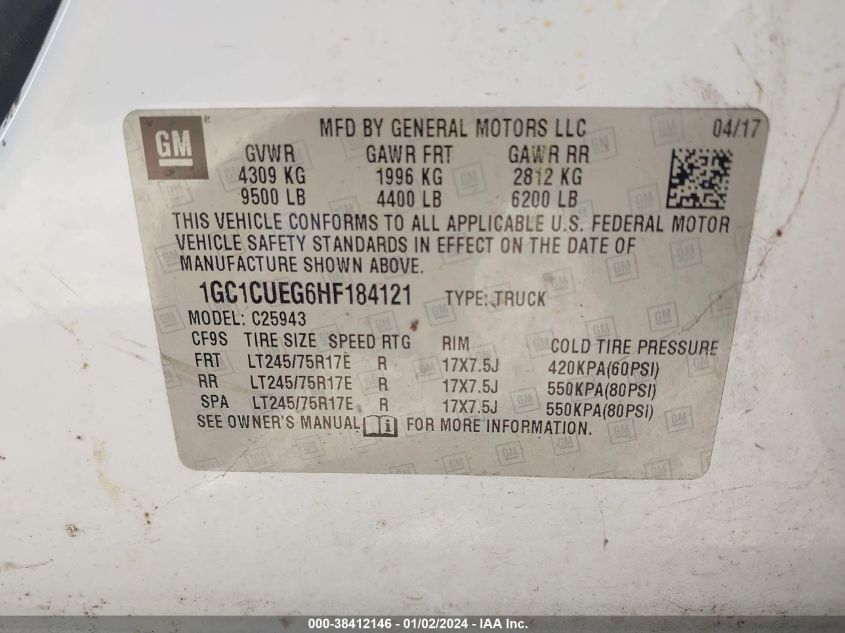 GM ® MFD BY GENERAL MOTORS LLC 04/17
GVWR GAWR FRT GAWR RR
4309 KG 1996 KG 2812 KG
9500 LB 4400 LB 6200 LB
THIS VEHICLE CONFORMS TO ALL APPLICABLE U.S. FEDERAL MOTOR
VEHICLE SAFETY STANDARDS IN EFFECT ON THE DATE OF
MANUFACTURE SHOWN ABOVE.
1GC1CUEG6HF184121 TYPE: TRUCK
MODEL: C25943
CF9S TIRE SIZE SPEED RTG RIM COLD TIRE PRESSURE
FRT LT245/75R17E R 17X7.5J 420KPA(60PSI)
RR LT245/75R17E R 17X7.5J 550KPA(80PSI)
SPA LT245/75R17E R 17X7.5J 550KPA(80PSI)
SEE OWNER'S MANUAL FOR MORE INFORMATION.
000-38412146 - 01/02/2024 - IAA Inc.